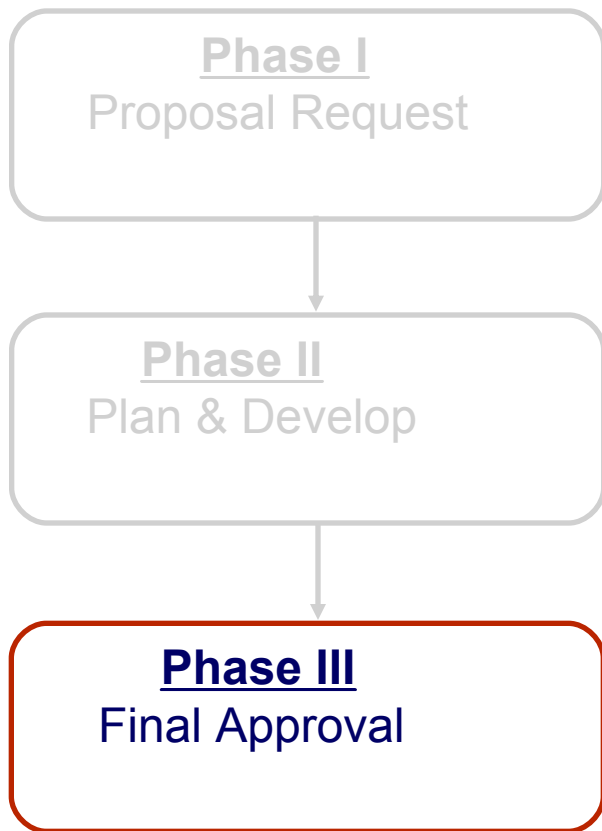 Phase I
Proposal Request
Phase II
Plan & Develop
Phase III
Final Approval